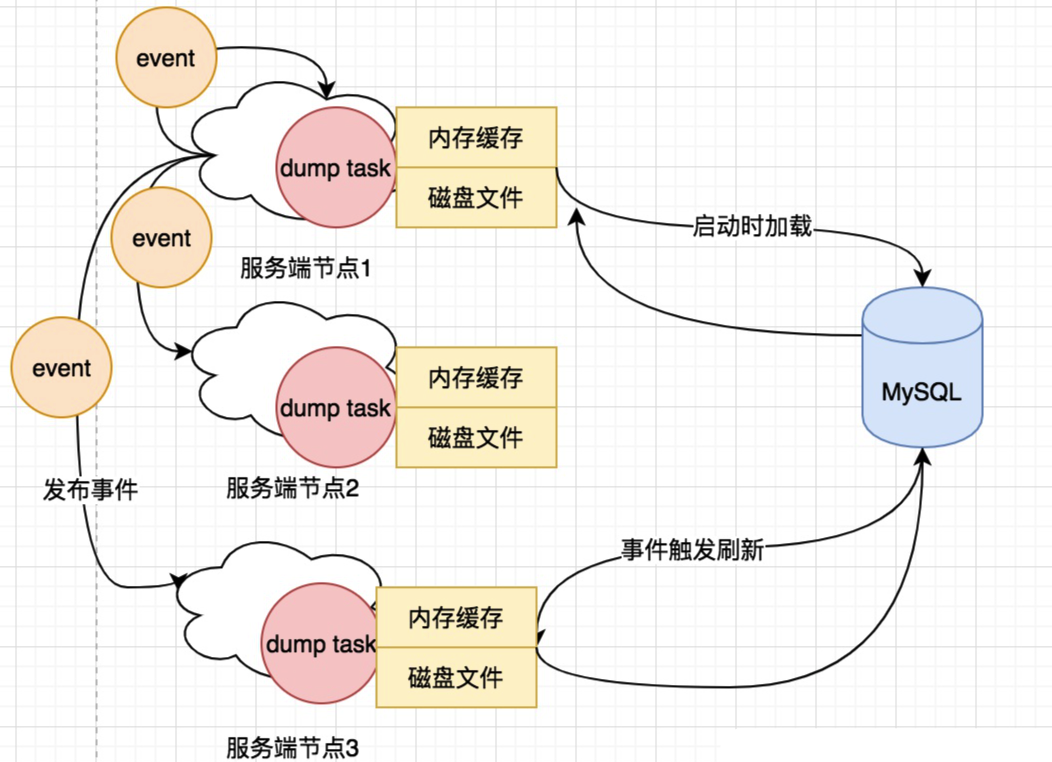 event
内存缓存
dump task
磁盘文件
启动时加载
event
服务端节点1
event
内存缓存
MySQL
dump task
磁盘文件
发布事件
服务端节点2
事件触发刷新
内存缓存
dump task
磁盘文件
服务端节点3